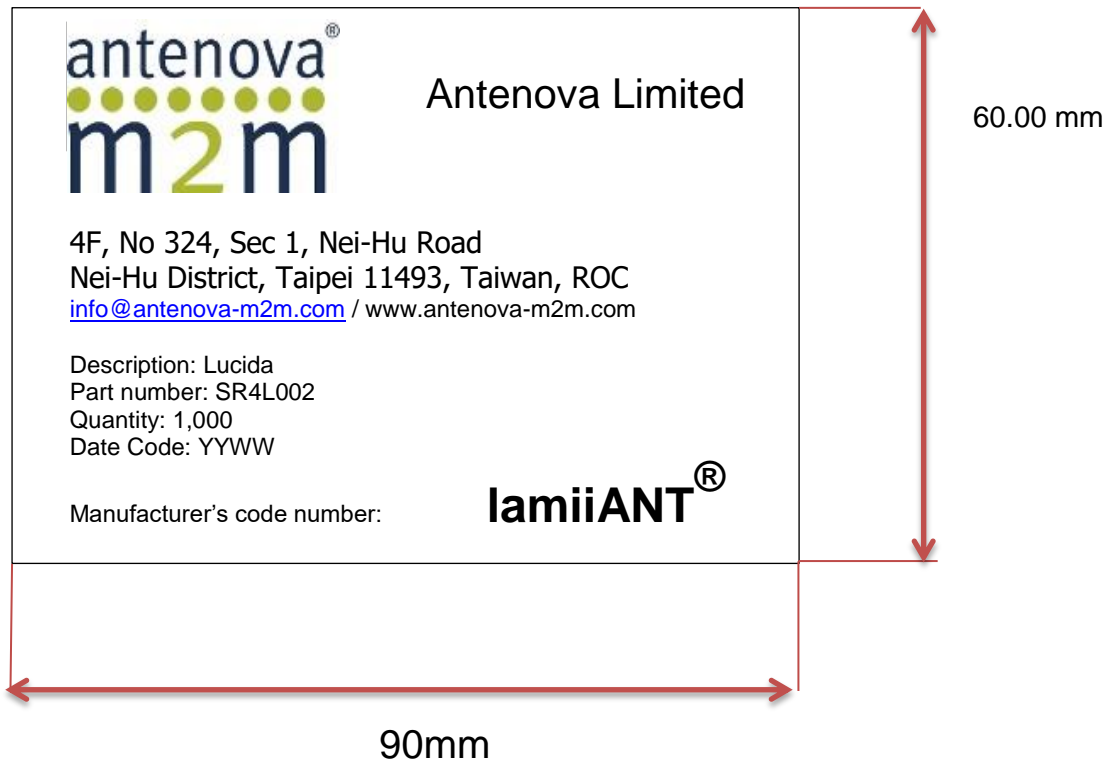 antenova®
m2m
Antenova Limited
60.00 mm
4F, No 324, Sec 1, Nei-Hu Road
Nei-Hu District, Taipei 11493, Taiwan, ROC
info@antenova-m2m.com / www.antenova-m2m.com
Description: Lucida
Part number: SR4L002
Quantity: 1,000
Date Code: YYWW
Manufacturer’s code number:
lamiiANT®
90mm